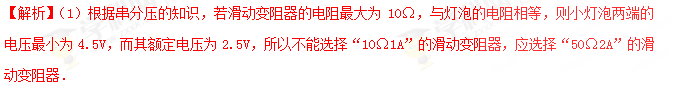 【解析】（1）根据串分压的知识，若滑动变阻器的电阻最大为 10Ω，与灯泡的电阻相等，则小灯泡两端的
电压最小为 4.5V，而其额定电压为 2.5V，所以不能选择“10Ω1A”的滑动变阻器，应选择“50Ω2A”的滑
动变阻器．